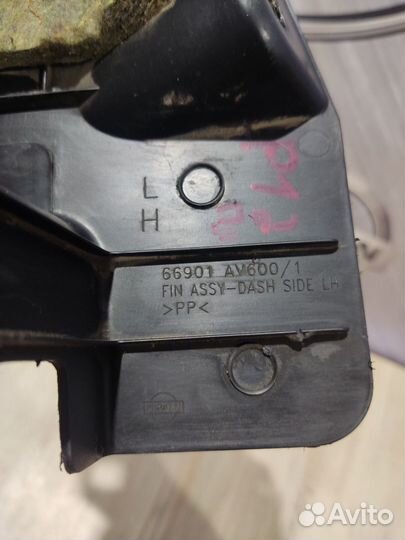 L
H
66901 AV600/1
FIN ASSY-DASH SIDE LH
>PP<
Avito